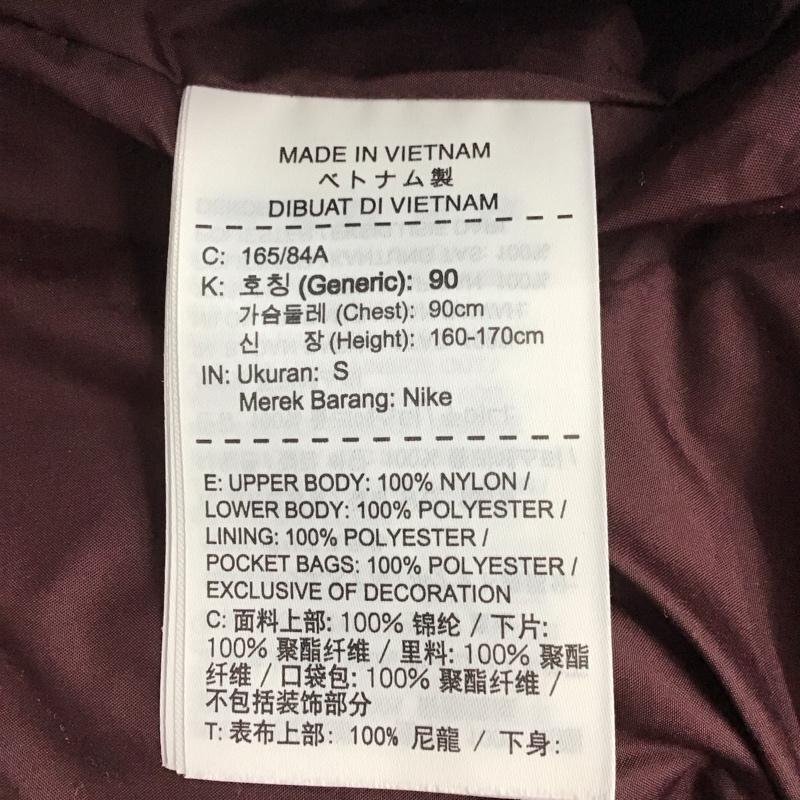 MADE IN VIETNAM
ベトナム製
DIBUAT DI VIETNAM
C: 165/84A
K: 호칭 (Generic): 90
가슴둘레 (Chest): 90cm
신 장 (Height): 160-170cm
IN: Ukuran: S
Merek Barang: Nike
E: UPPER BODY: 100% NYLON /
LOWER BODY: 100% POLYESTER /
LINING: 100% POLYESTER /
POCKET BAGS: 100% POLYESTER /
EXCLUSIVE OF DECORATION
C: 面料上部: 100% 锦纶 / 下片:
100% 聚酯纤维 / 里料: 100% 聚酯
纤维 / 口袋包: 100% 聚酯纤维 /
不包括装饰部分
T: 表布上部: 100% 尼龍 / 下身: